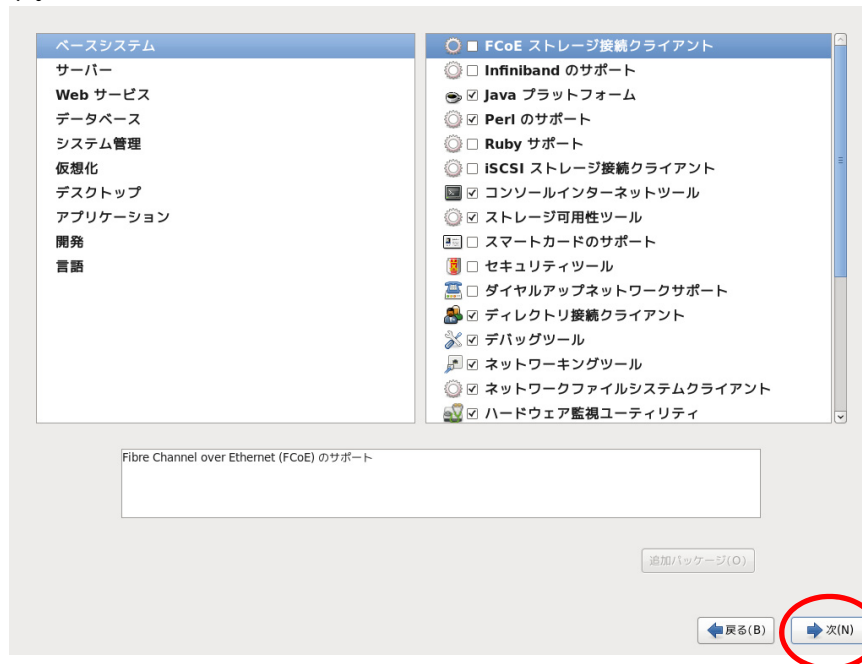 ベースシステム
サーバー
Web サービス
データベース
システム管理
仮想化
デスクトップ
アプリケーション
開発
言語
FCoE ストレージ接続クライアント
Infiniband のサポート
Java プラットフォーム
Perl のサポート
Ruby サポート
iSCSI ストレージ接続クライアント
コンソールインターネットツール
ストレージ可用性ツール
スマートカードのサポート
セキュリティツール
ダイヤルアップネットワークサポート
ディレクトリ接続クライアント
デバッグツール
ネットワーキングツール
ネットワークファイルシステムクライアント
ハードウェア監視ユーティリティ
Fibre Channel over Ethernet (FCoE) のサポート
追加パッケージ(O)
戻る(B)
次(N)